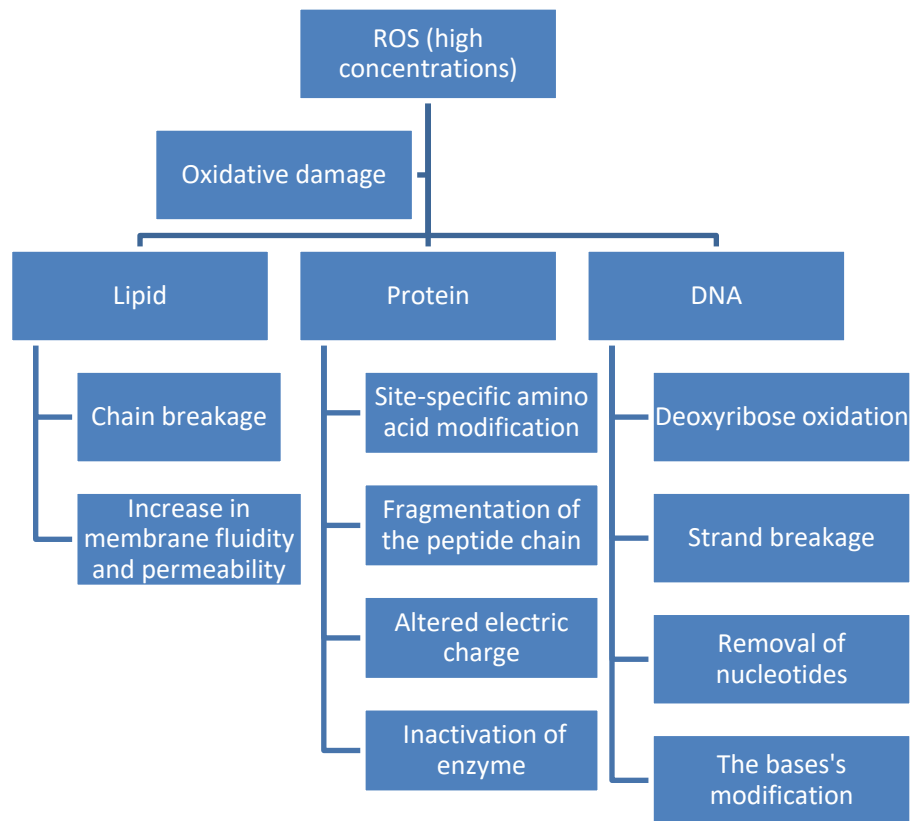 ROS (high
concentrations)
Oxidative damage
Lipid
Protein
DNA
Chain breakage
Increase in
membrane fluidity
and permeability
Site-specific amino
acid modification
Fragmentation of
the peptide chain
Altered electric
charge
Inactivation of
enzyme
Deoxyribose oxidation
Strand breakage
Removal of
nucleotides
The bases's
modification